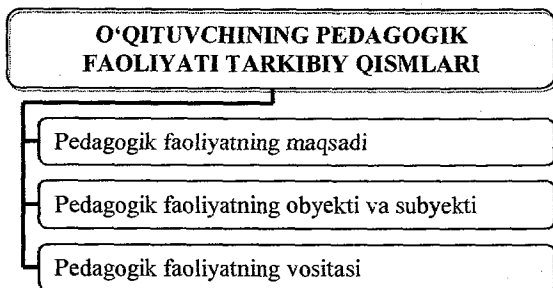 O‘QITUVCHINING PEDAGOGIK
FAOLIYATI TARKIBIY QISMLARI
Pedagogik faoliyatning maqsadi
Pedagogik faoliyatning obyekti va subyekti
Pedagogik faoliyatning vositasi